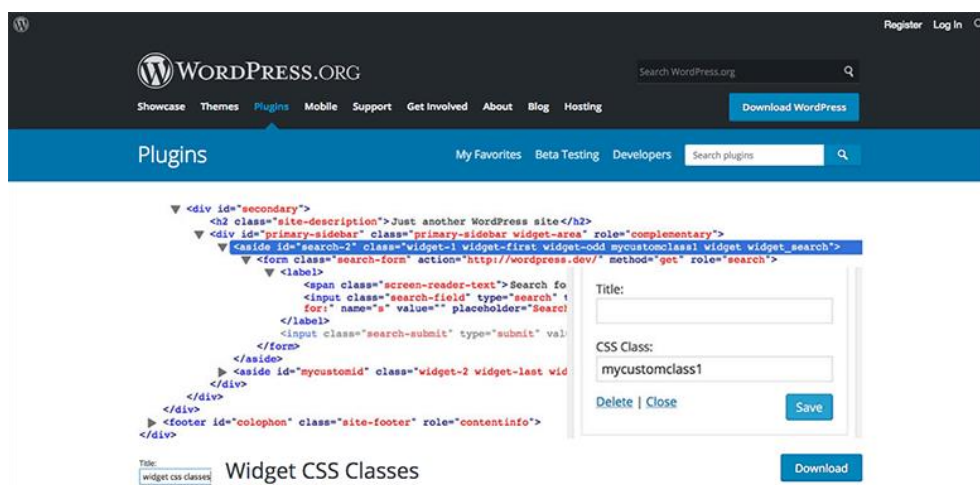 Register Log In
WORDPRESS.ORG
Search WordPress.org
Showcase Themes Plugins Mobile Support Get Involved About Blog Hosting
Download WordPress
Plugins
My Favorites Beta Testing Developers
Search plugins
<div id="secondary">
<h2 class="site-description">Just another WordPress site</h2>
<div id="primary-sidebar" class="primary-sidebar widget-area" role="complementary">
<aside id="search-2" class="widget-1 widget-first widget-odd mycustomclass1 widget widget_search">
<form class="search-form" action="http://wordpress.dev/" method="get" role="search">
<label>
<span class="screen-reader-text">Search fo
<input class="search-field" type="search" t
for:" name="s" value="" placeholder="Search
</label>
<input class="search-submit" type="submit" val
</form>
</aside>
<aside id="mycustomid" class="widget-2 widget-last wid
</div>
</div>
</div>
<footer id="colophon" class="site-footer" role="contentinfo">
</div>
Title:
CSS Class:
mycustomclass1
Delete | Close
Save
Title:
widget css classes
Widget CSS Classes
Download